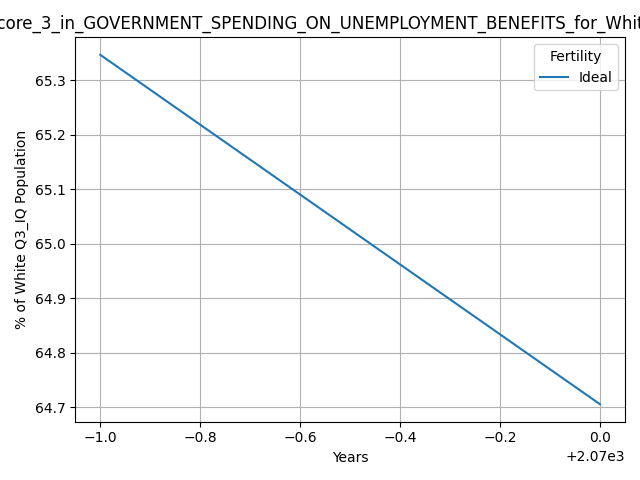 core_3_in_GOVERNMENT_SPENDING_ON_UNEMPLOYMENT_BENEFITS_for_Whit
Fertility
Ideal
% of White Q3_IQ Population
65.3
65.2
65.1
65.0
64.9
64.8
64.7
−1.0 −0.8 −0.6 −0.4 −0.2 0.0
+2.07e3
Years